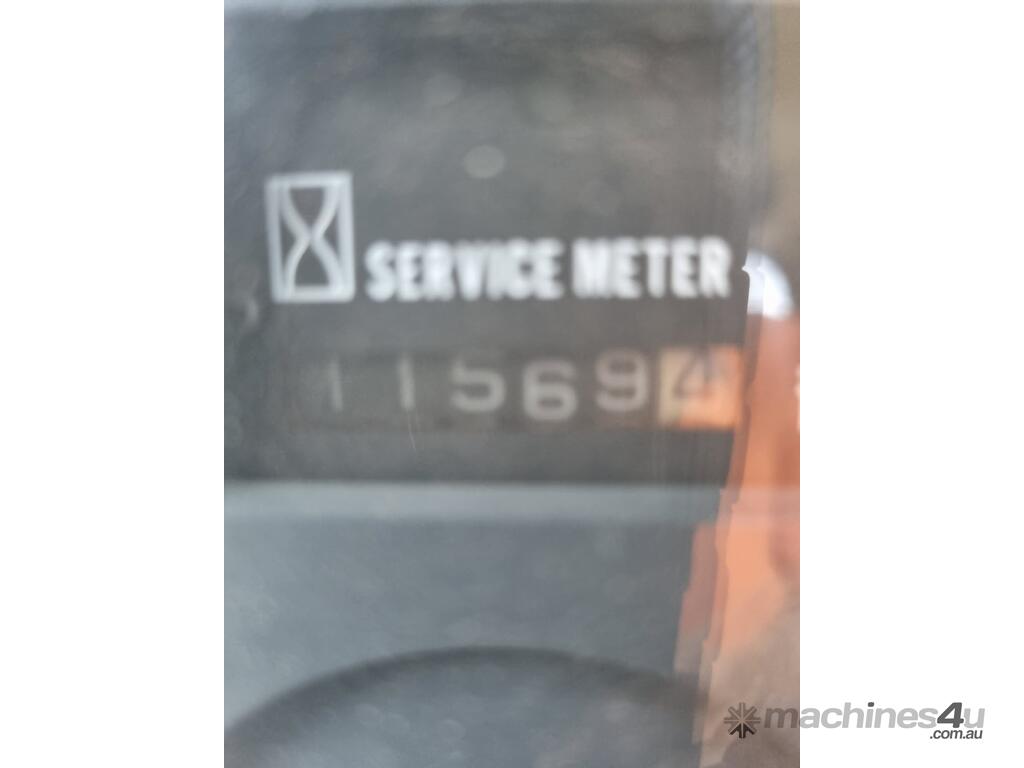 SERVICE METER
115694
machines4u
.com.au